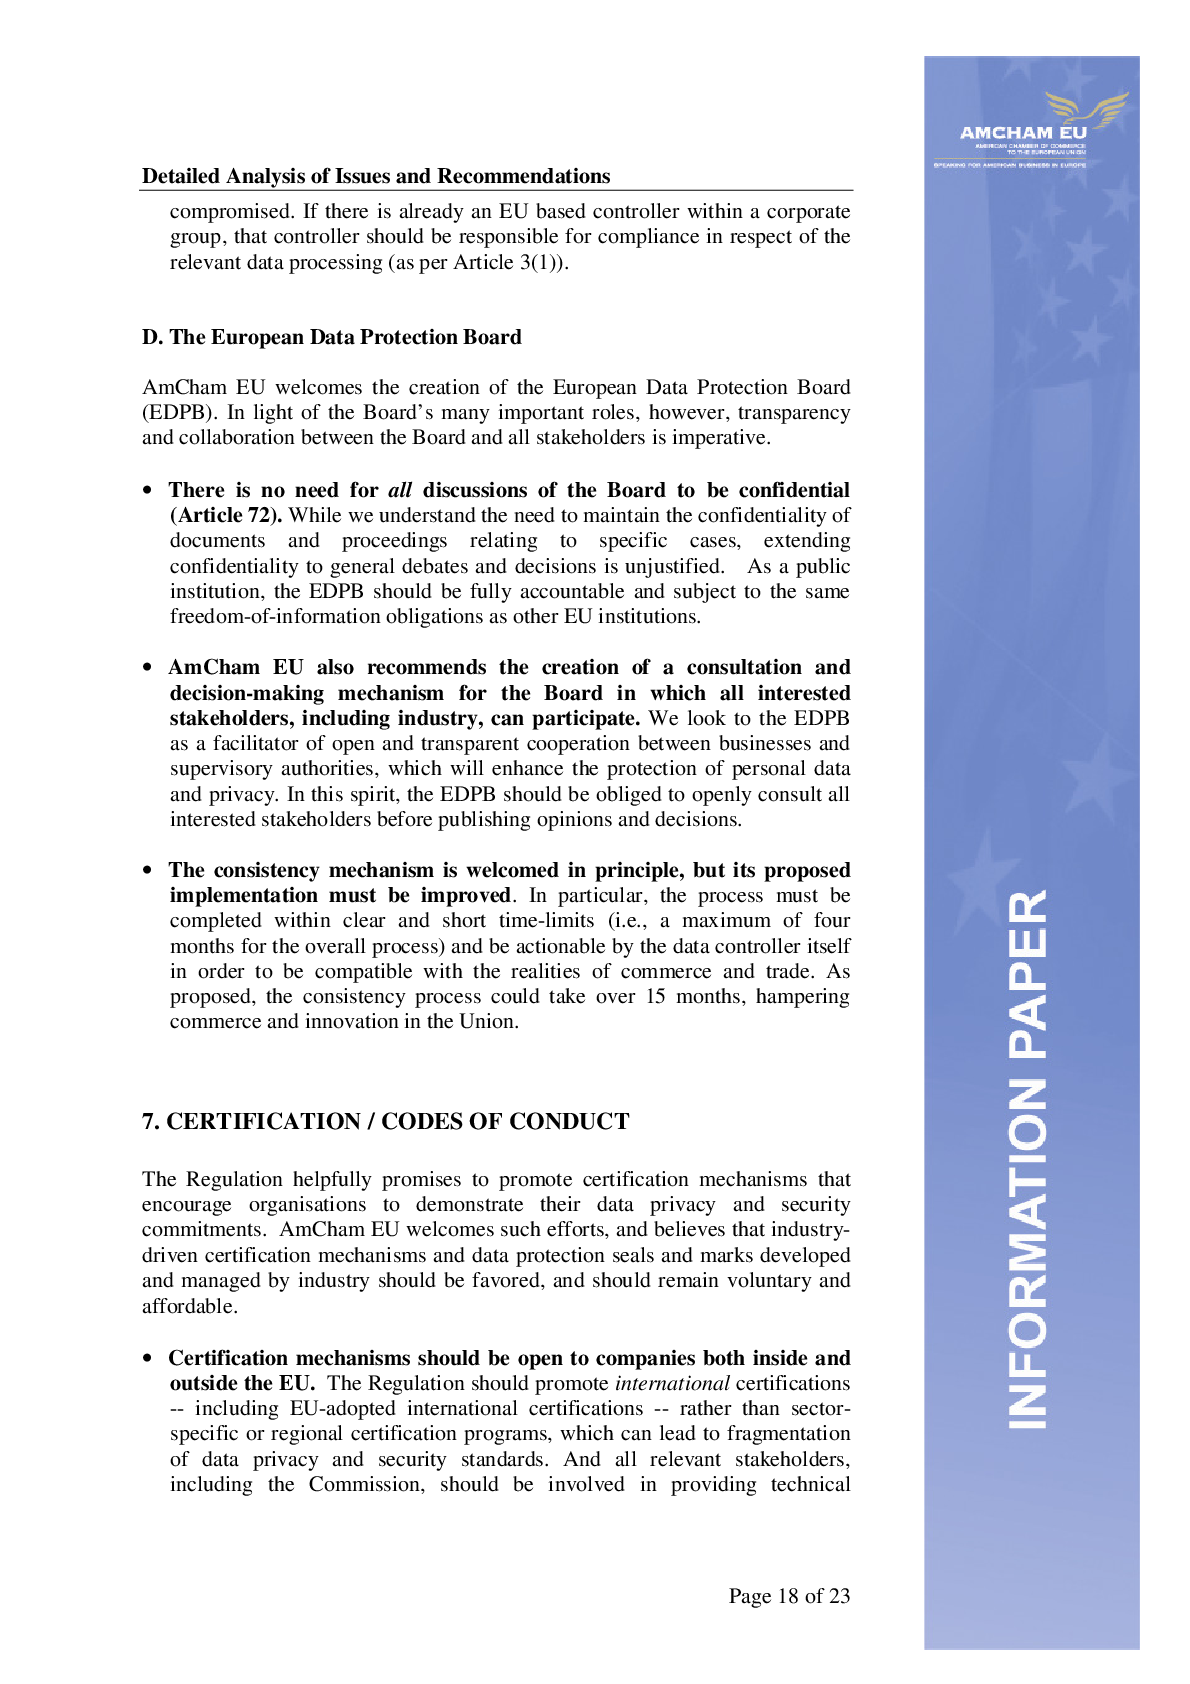 AMCHAM EU
AMERICAN CHAMBER OF COMMERCE
TO THE EUROPEAN UNION
SPEAKING FOR AMERICAN BUSINESS IN EUROPE
Detailed Analysis of Issues and Recommendations
compromised. If there is already an EU based controller within a corporate
group, that controller should be responsible for compliance in respect of the
relevant data processing (as per Article 3(1)).
D. The European Data Protection Board
AmCham EU welcomes the creation of the European Data Protection Board
(EDPB). In light of the Board's many important roles, however, transparency
and collaboration between the Board and all stakeholders is imperative.
• There is no need for all discussions of the Board to be confidential
(Article 72). While we understand the need to maintain the confidentiality of
documents and proceedings relating to specific cases, extending
confidentiality to general debates and decisions is unjustified. As a public
institution, the EDPB should be fully accountable and subject to the same
freedom-of-information obligations as other EU institutions.
• AmCham EU also recommends the creation of a consultation and
decision-making mechanism for the Board in which all interested
stakeholders, including industry, can participate. We look to the EDPB
as a facilitator of open and transparent cooperation between businesses and
supervisory authorities, which will enhance the protection of personal data
and privacy. In this spirit, the EDPB should be obliged to openly consult all
interested stakeholders before publishing opinions and decisions.
• The consistency mechanism is welcomed in principle, but its proposed
implementation must be improved. In particular, the process must be
completed within clear and short time-limits (i.e., a maximum of four
months for the overall process) and be actionable by the data controller itself
in order to be compatible with the realities of commerce and trade. As
proposed, the consistency process could take over 15 months, hampering
commerce and innovation in the Union.
7. CERTIFICATION / CODES OF CONDUCT
The Regulation helpfully promises to promote certification mechanisms that
encourage organisations to demonstrate their data privacy and security
commitments. AmCham EU welcomes such efforts, and believes that industry-
driven certification mechanisms and data protection seals and marks developed
and managed by industry should be favored, and should remain voluntary and
affordable.
• Certification mechanisms should be open to companies both inside and
outside the EU. The Regulation should promote international certifications
-- including EU-adopted international certifications -- rather than sector-
specific or regional certification programs, which can lead to fragmentation
of data privacy and security standards. And all relevant stakeholders,
including the Commission, should be involved in providing technical
Page 18 of 23
INFORMATION PAPER